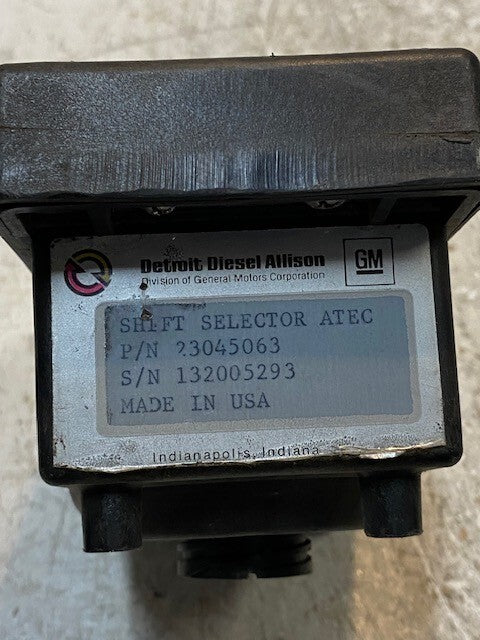 Detroit Diesel Allison
Division of General Motors Corporation
GM
SHIFT SELECTOR ATEC
P/N 23045063
S/N 132005293
MADE IN USA
Indianapolis, Indiana